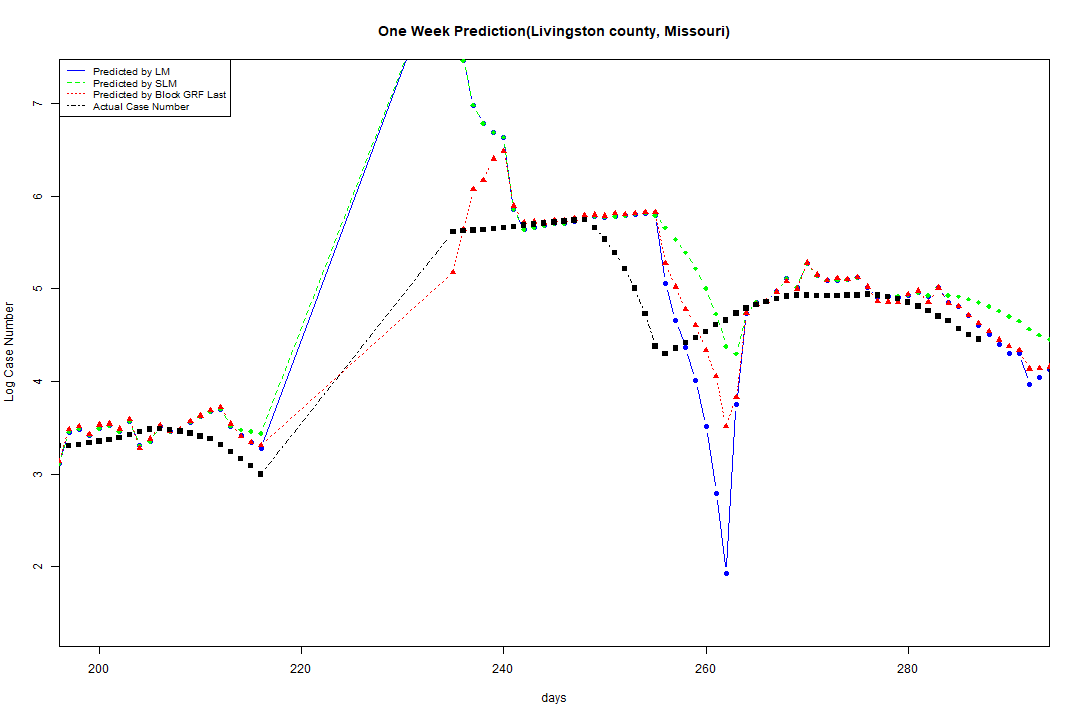 One Week Prediction(Livingston county, Missouri)
Predicted by LM
Predicted by SLM
Predicted by Block GRF Last
Actual Case Number
7
6
5
4
3
2
Log Case Number
200 220 240 260 280
days